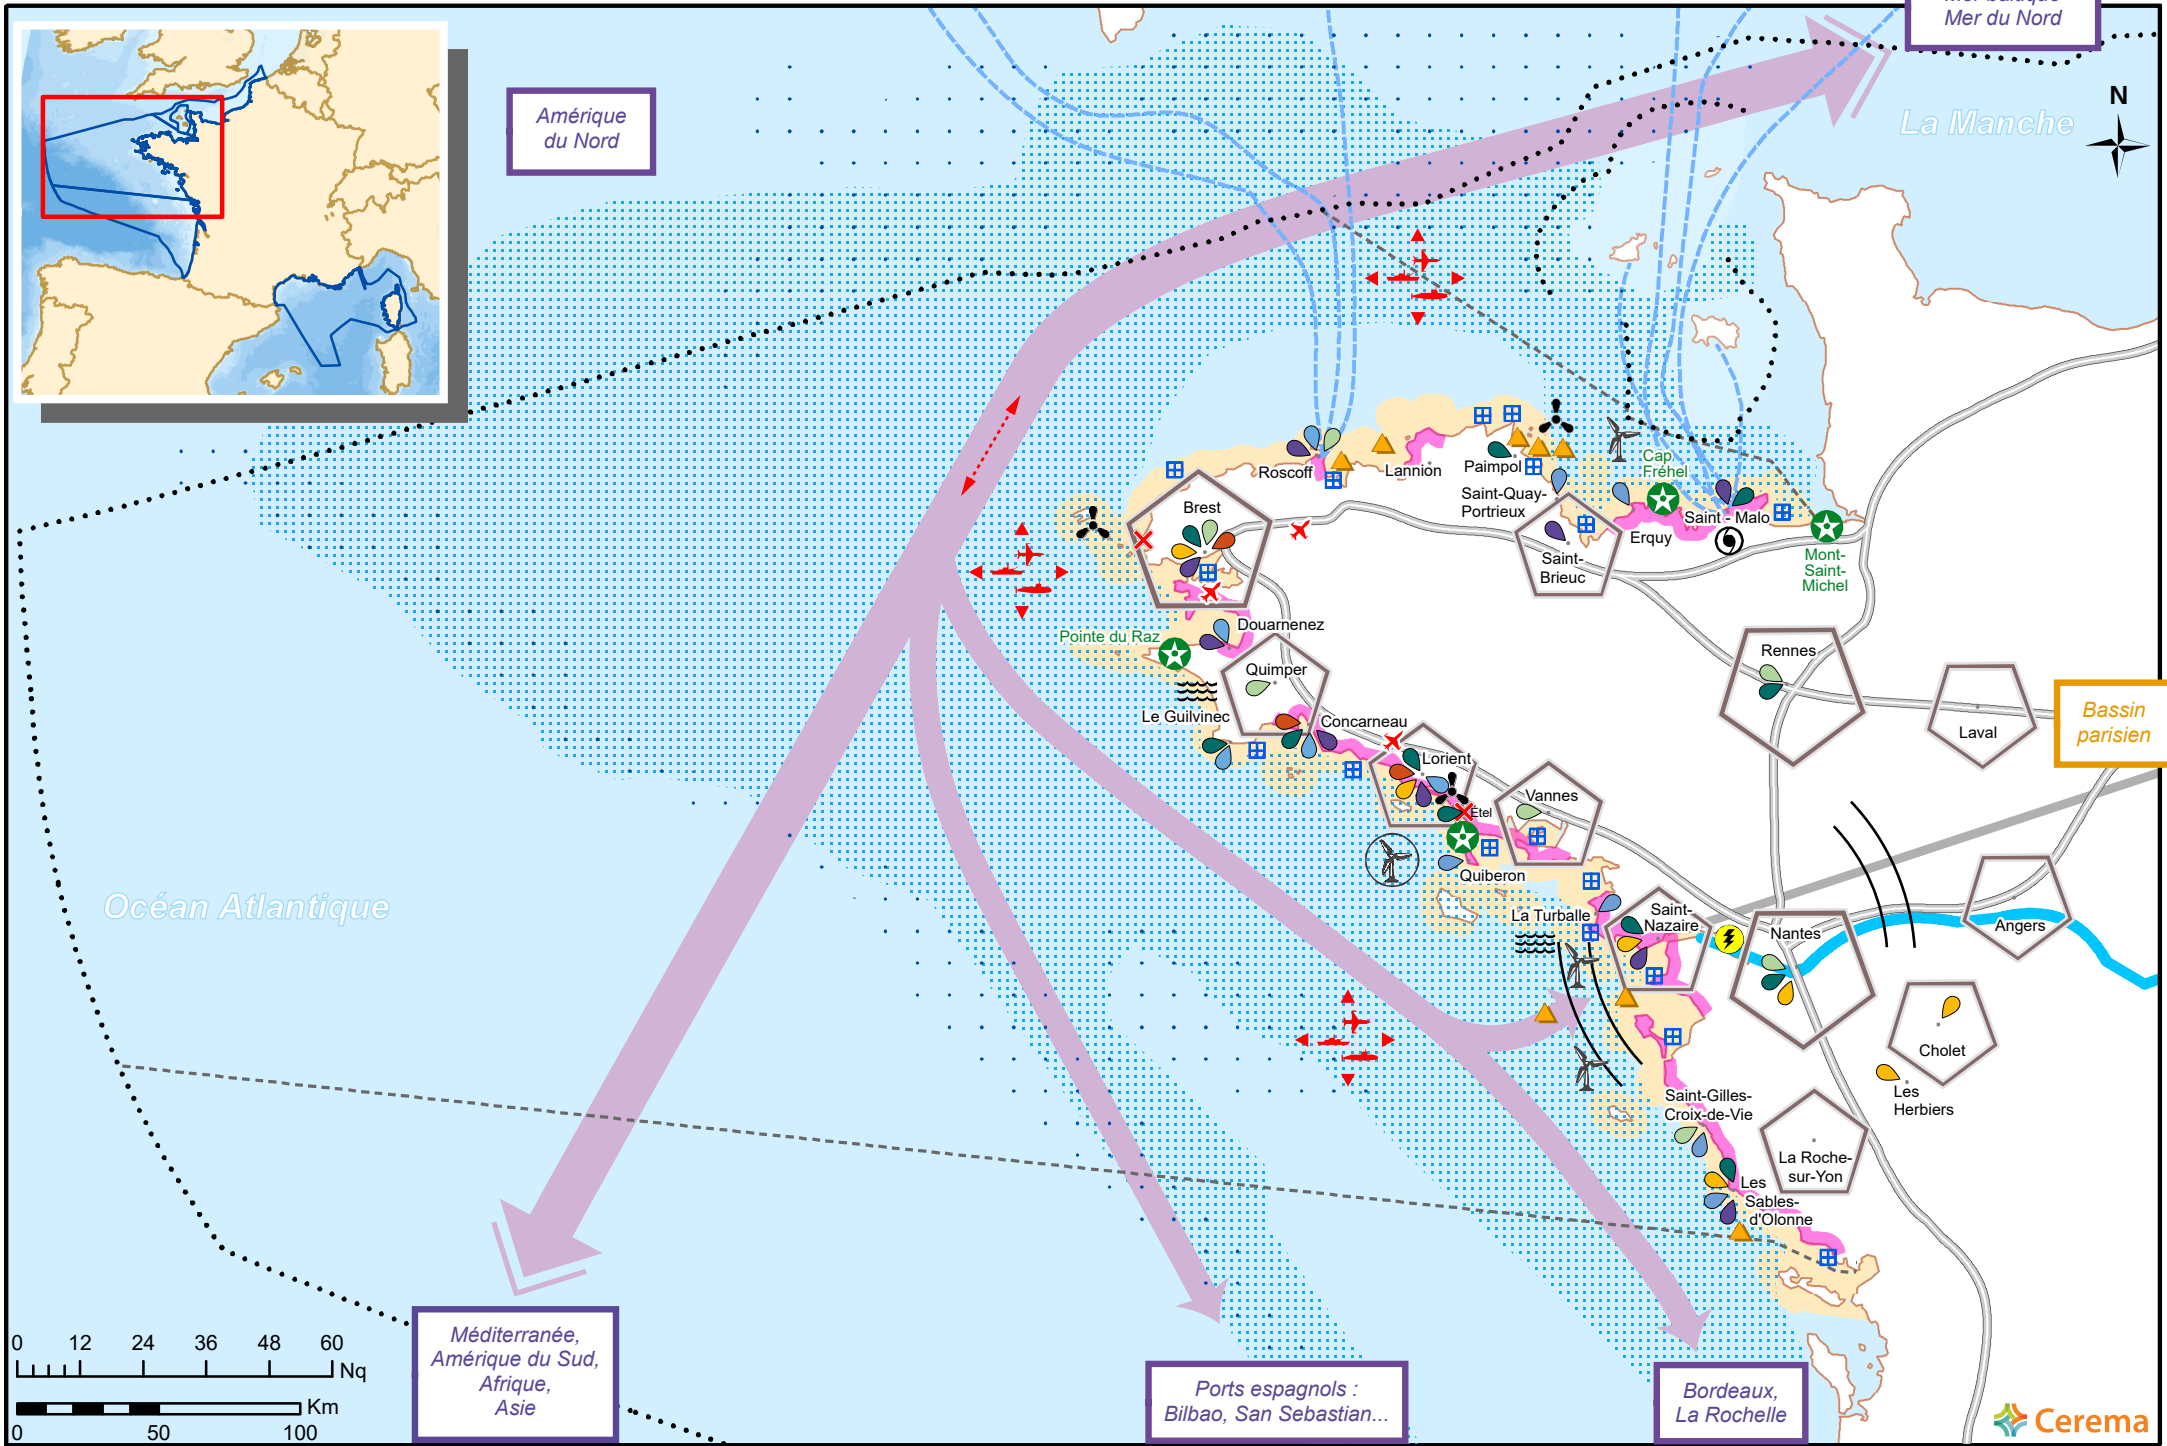 Mer baltique
Mer du Nord
Amérique
du Nord
La Manche
N
Roscoff
Lannion
Paimpol
Saint-Quay-
Portrieux
Cap
Fréhel
Saint - Malo
Erquy
Mont-
Saint-
Michel
Brest
Saint-
Brieuc
Pointe du Raz
Douarnenez
Quimper
Rennes
Laval
Bassin
parisien
Le Guilvinec
Concarneau
Lorient
Étel
Vannes
Quiberon
Océan Atlantique
La Turballe
Saint-
Nazaire
Nantes
Angers
Cholet
Les
Herbiers
Saint-Gilles-
Croix-de-Vie
La Roche-
sur-Yon
Les
Sables-
d'Olonne
0 12 24 36 48 60
Nq
Km
0 50 100
Méditerranée,
Amérique du Sud,
Afrique,
Asie
Ports espagnols :
Bilbao, San Sebastian...
Bordeaux,
La Rochelle
Cerema